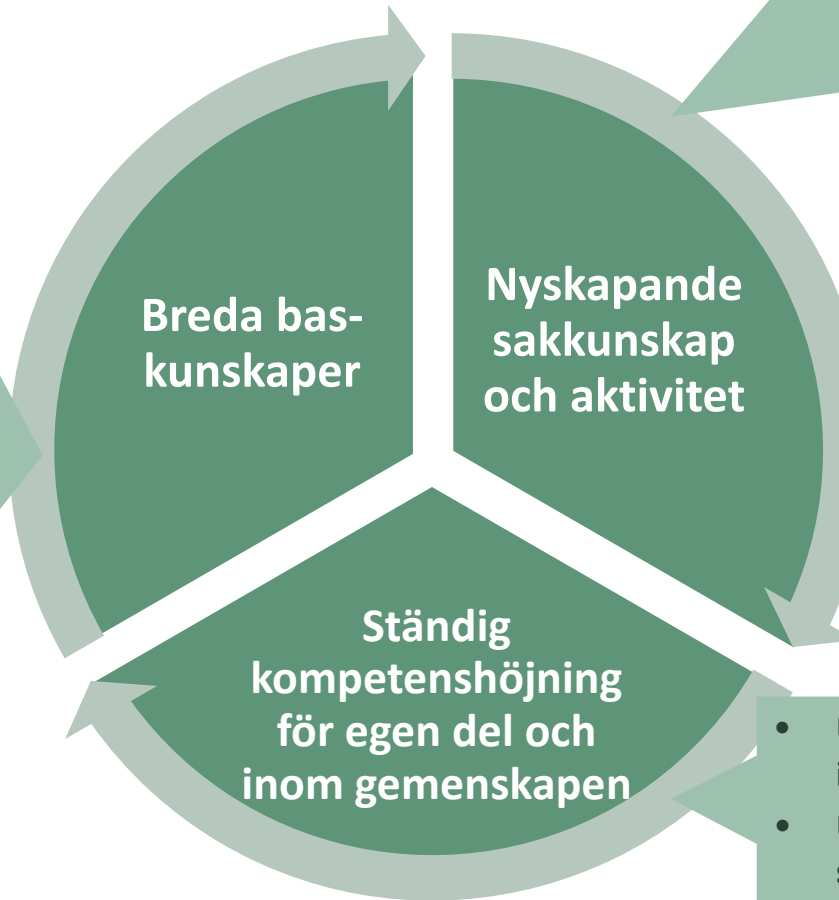 Breda bas-
kunskaper
Nyskapande
sakkunskap
och aktivitet
Ständig
kompetenshöjning
för egen del och
inom gemenskapen